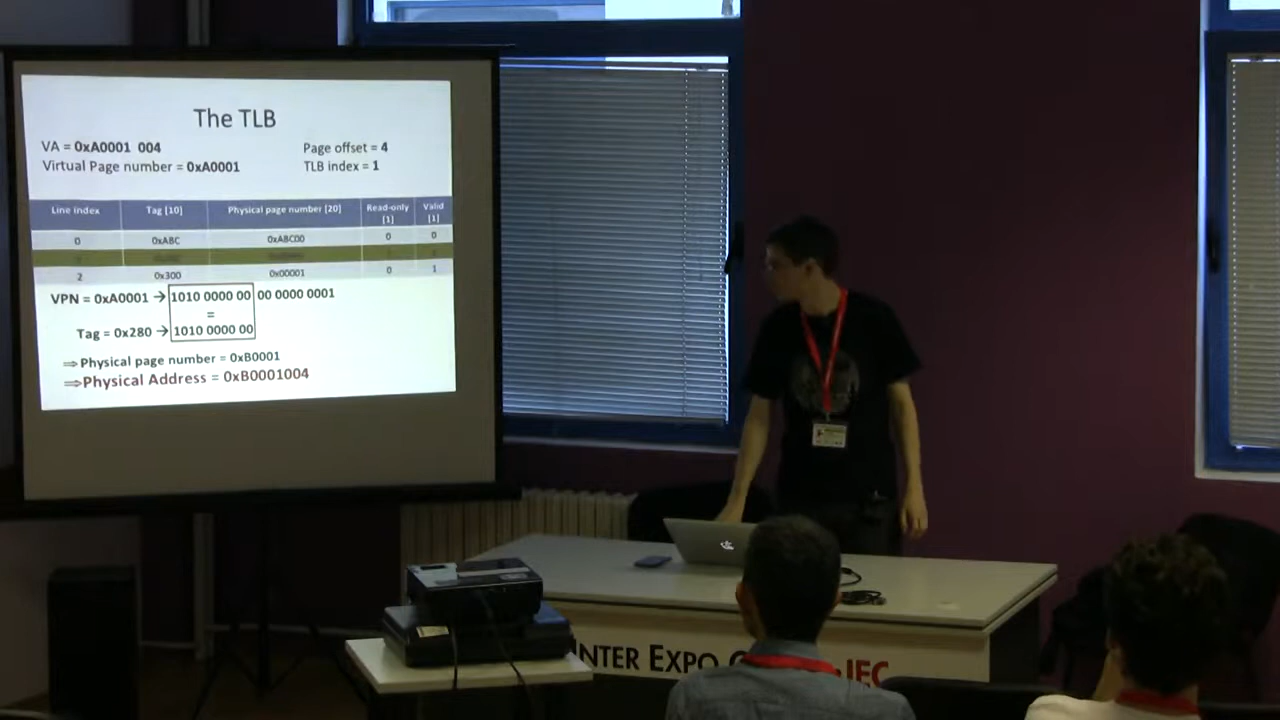 The TLB
VA = 0xA0001 004 Page offset = 4
Virtual Page number = 0xA0001 TLB index = 1
Line index Tag [10] Physical page number [20] Read-only [1] Valid [1]
0 0xABC 0xABC00 0 0
2 0x300 0x00001 0 1
VPN = 0xA0001 → 1010 0000 00 00 0000 0001
=
Tag = 0x280 → 1010 0000 00
⇒Physical page number = 0xB0001
⇒Physical Address = 0xB0001004
INTER EXPO
IEC